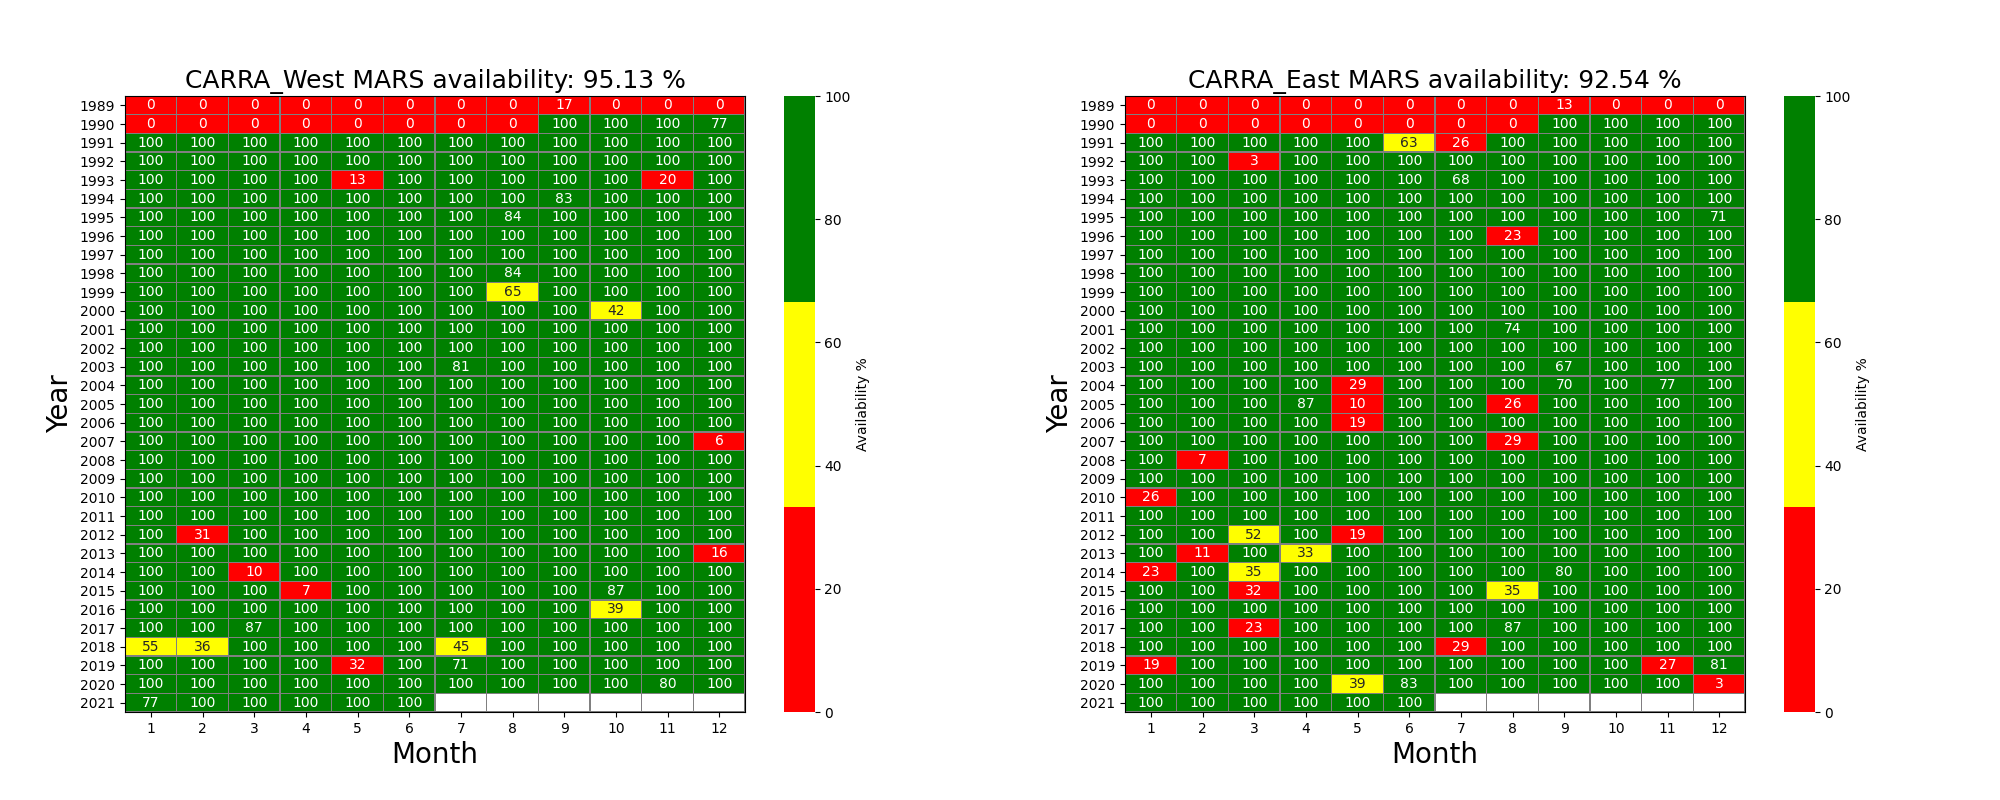 CARRA_West MARS availability: 95.13 %
1989 0 0 0 0 0 0 0 0 17 0 0 0
1990 0 0 0 0 0 0 0 0 100 100 100 77
1991 100 100 100 100 100 100 100 100 100 100 100 100
1992 100 100 100 100 100 100 100 100 100 100 100 100
1993 100 100 100 100 13 100 100 100 100 100 20 100
1994 100 100 100 100 100 100 100 100 83 100 100 100
1995 100 100 100 100 100 100 100 84 100 100 100 100
1996 100 100 100 100 100 100 100 100 100 100 100 100
1997 100 100 100 100 100 100 100 100 100 100 100 100
1998 100 100 100 100 100 100 100 84 100 100 100 100
1999 100 100 100 100 100 100 100 65 100 100 100 100
2000 100 100 100 100 100 100 100 100 100 42 100 100
2001 100 100 100 100 100 100 100 100 100 100 100 100
2002 100 100 100 100 100 100 100 100 100 100 100 100
2003 100 100 100 100 100 100 81 100 100 100 100 100
2004 100 100 100 100 100 100 100 100 100 100 100 100
2005 100 100 100 100 100 100 100 100 100 100 100 100
2006 100 100 100 100 100 100 100 100 100 100 100 100
2007 100 100 100 100 100 100 100 100 100 100 100 6
2008 100 100 100 100 100 100 100 100 100 100 100 100
2009 100 100 100 100 100 100 100 100 100 100 100 100
2010 100 100 100 100 100 100 100 100 100 100 100 100
2011 100 100 100 100 100 100 100 100 100 100 100 100
2012 100 31 100 100 100 100 100 100 100 100 100 100
2013 100 100 100 100 100 100 100 100 100 100 100 16
2014 100 100 10 100 100 100 100 100 100 100 100 100
2015 100 100 100 7 100 100 100 100 100 87 100 100
2016 100 100 100 100 100 100 100 100 100 39 100 100
2017 100 100 87 100 100 100 100 100 100 100 100 100
2018 55 36 100 100 100 100 45 100 100 100 100 100
2019 100 100 100 100 32 100 71 100 100 100 100 100
2020 100 100 100 100 100 100 100 100 100 100 80 100
2021 77 100 100 100 100 100
1 2 3 4 5 6 7 8 9 10 11 12
Month
Year
100
80
60
40
20
0
Availability %
CARRA_East MARS availability: 92.54 %
1989 0 0 0 0 0 0 0 0 13 0 0 0
1990 0 0 0 0 0 0 0 0 100 100 100 100
1991 100 100 100 100 100 63 26 100 100 100 100 100
1992 100 100 3 100 100 100 100 100 100 100 100 100
1993 100 100 100 100 100 100 68 100 100 100 100 100
1994 100 100 100 100 100 100 100 100 100 100 100 100
1995 100 100 100 100 100 100 100 100 100 100 100 71
1996 100 100 100 100 100 100 100 23 100 100 100 100
1997 100 100 100 100 100 100 100 100 100 100 100 100
1998 100 100 100 100 100 100 100 100 100 100 100 100
1999 100 100 100 100 100 100 100 100 100 100 100 100
2000 100 100 100 100 100 100 100 100 100 100 100 100
2001 100 100 100 100 100 100 100 74 100 100 100 100
2002 100 100 100 100 100 100 100 100 100 100 100 100
2003 100 100 100 100 100 100 100 100 67 100 100 100
2004 100 100 100 100 29 100 100 100 70 100 77 100
2005 100 100 100 87 10 100 100 26 100 100 100 100
2006 100 100 100 100 19 100 100 100 100 100 100 100
2007 100 100 100 100 100 100 100 29 100 100 100 100
2008 100 7 100 100 100 100 100 100 100 100 100 100
2009 100 100 100 100 100 100 100 100 100 100 100 100
2010 26 100 100 100 100 100 100 100 100 100 100 100
2011 100 100 100 100 100 100 100 100 100 100 100 100
2012 100 100 52 100 19 100 100 100 100 100 100 100
2013 100 11 100 33 100 100 100 100 100 100 100 100
2014 23 100 35 100 100 100 100 100 80 100 100 100
2015 100 100 32 100 100 100 100 35 100 100 100 100
2016 100 100 100 100 100 100 100 100 100 100 100 100
2017 100 100 23 100 100 100 100 87 100 100 100 100
2018 100 100 100 100 100 100 29 100 100 100 100 100
2019 19 100 100 100 100 100 100 100 100 100 27 81
2020 100 100 100 100 39 83 100 100 100 100 100 3
2021 100 100 100 100 100 100
1 2 3 4 5 6 7 8 9 10 11 12
Month
Year
100
80
60
40
20
0
Availability %